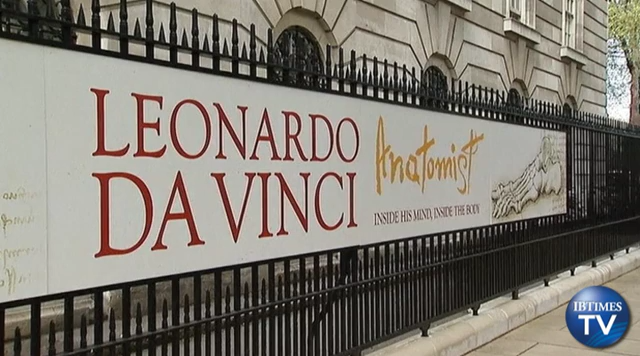 LEONARDO
DA VINCI
Anatomist
INSIDE HIS MIND, INSIDE THE BODY
IBTIMES
TV